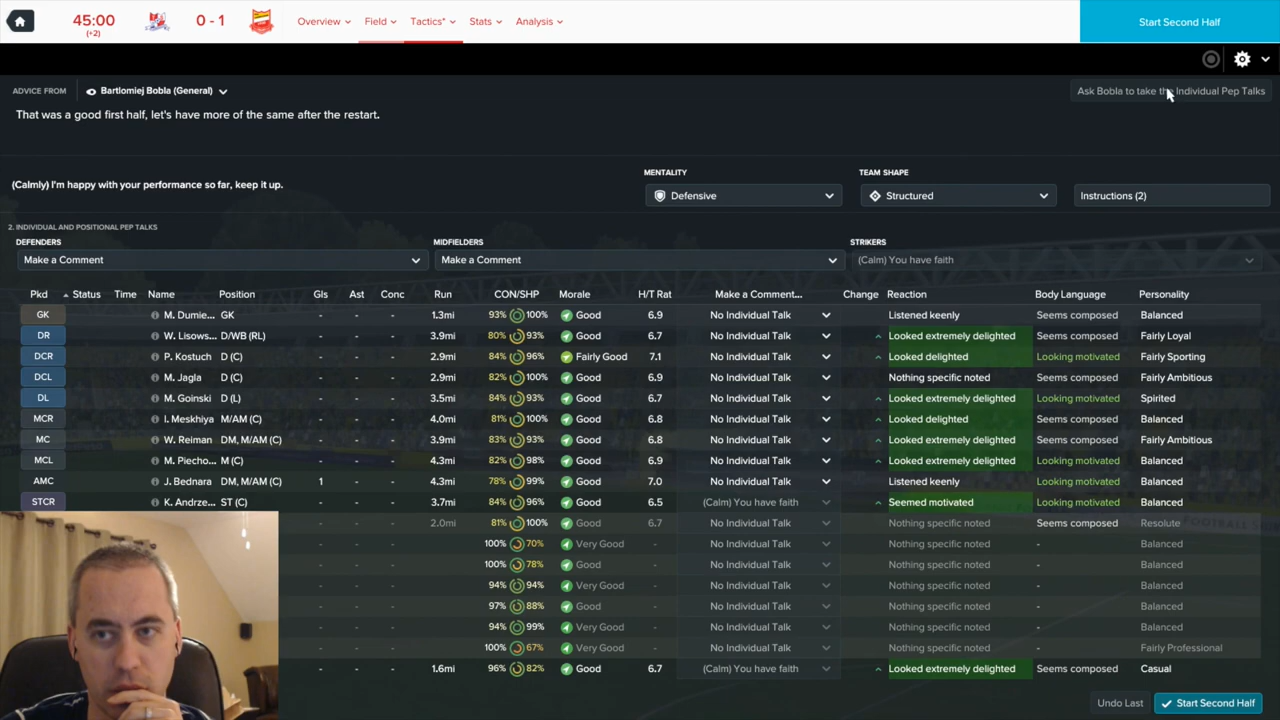 45:00
(+2)
0 - 1
Overview
Field
Tactics*
Stats
Analysis
Start Second Half
ADVICE FROM
Bartlomiej Bobla (General)
Ask Bobla to take the Individual Pep Talks
That was a good first half, let's have more of the same after the restart.
(Calmly) I'm happy with your performance so far, keep it up.
MENTALITY
TEAM SHAPE
Defensive
Structured
Instructions (2)
2. INDIVIDUAL AND POSITIONAL PEP TALKS
DEFENDERS
MIDFIELDERS
STRIKERS
Make a Comment
Make a Comment
(Calm) You have faith
Pkd Status Time Name Position Gls Ast Conc Run CON/SHP Morale H/T Rat Make a Comment... Change Reaction Body Language Personality
GK M. Dumie... GK - - - 1.3mi 93% 100% Good 6.9 No Individual Talk Listened keenly Seems composed Balanced
DR W. Lisows... D/WB (RL) - - - 3.9mi 80% 93% Good 6.7 No Individual Talk Looked extremely delighted Seems composed Fairly Loyal
DCR P. Kostuch D (C) - - - 2.9mi 84% 96% Fairly Good 7.1 No Individual Talk Looked delighted Looking motivated Fairly Sporting
DCL M. Jagla D (C) - - - 2.9mi 82% 100% Good 6.9 No Individual Talk Nothing specific noted Seems composed Fairly Ambitious
DL M. Goinski D (L) - - - 3.5mi 84% 93% Good 6.9 No Individual Talk Looked extremely delighted Looking motivated Spirited
MCR I. Meskhiya M/AM (C) - - - 4.0mi 81% 100% Good 6.8 No Individual Talk Looked delighted Seems composed Balanced
MC W. Reiman DM, M/AM (C) - - - 3.9mi 83% 93% Good 6.8 No Individual Talk Looked extremely delighted Seems composed Fairly Ambitious
MCL M. Piecho... M (C) - - - 4.3mi 82% 98% Good 6.9 No Individual Talk Looked extremely delighted Looking motivated Balanced
AMC J. Bednara DM, M/AM (C) 1 - - 4.3mi 78% 99% Good 7.0 No Individual Talk Listened keenly Looking motivated Balanced
STCR K. Andrze... ST (C) - - - 3.7mi 84% 96% Good 6.5 (Calm) You have faith Seemed motivated Looking motivated Balanced
- - - 2.0mi 81% 100% Good 6.7 No Individual Talk Nothing specific noted Seems composed Resolute
- - - 100% 70% Very Good - No Individual Talk Nothing specific noted - Balanced
- - - 100% 78% Good - No Individual Talk Nothing specific noted - Balanced
- - - 94% 94% Very Good - No Individual Talk Nothing specific noted - Balanced
- - - 97% 88% Good - No Individual Talk Nothing specific noted - Balanced
- - - 94% 99% Very Good - No Individual Talk Nothing specific noted - Balanced
- - - 100% 67% Very Good - No Individual Talk Nothing specific noted - Fairly Professional
- - - 1.6mi 96% 82% Good 6.7 (Calm) You have faith Looked extremely delighted Seems composed Casual
Undo Last
Start Second Half